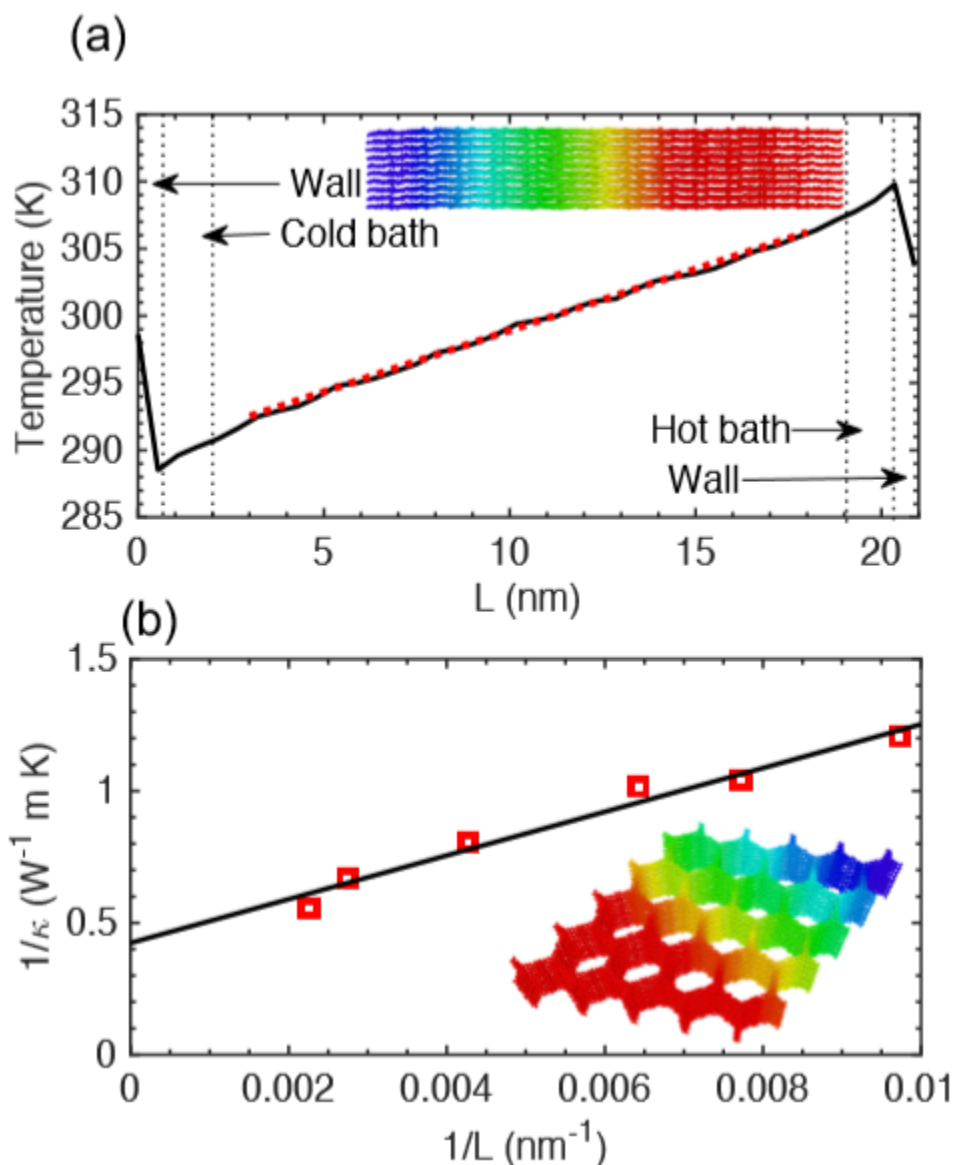 (a)
315
310
305
300
295
290
285
Temperature (K)
Wall
Cold bath
Hot bath
Wall
0 5 10 15 20
L (nm)
(b)
1.5
1
0.5
0
1/κ (W⁻¹ m K)
0 0.002 0.004 0.006 0.008 0.01
1/L (nm⁻¹)